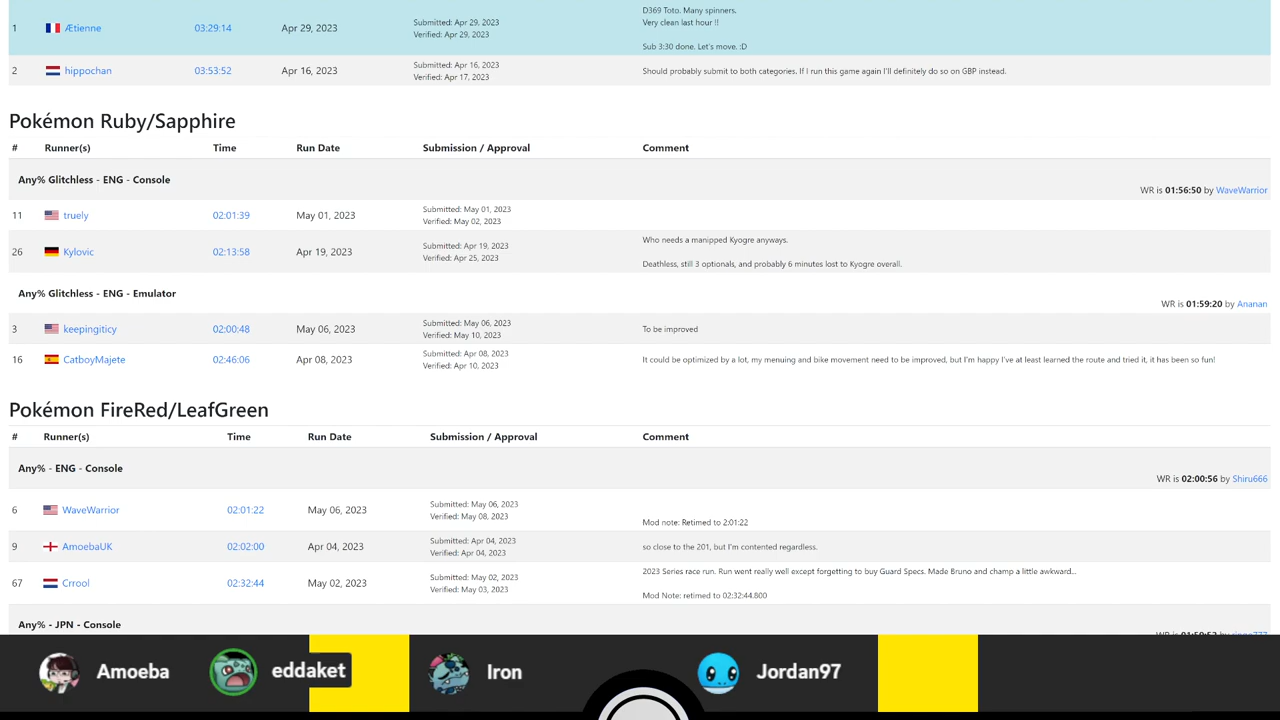 D369 Toto. Many spinners.
1 Ætienne 03:29:14 Apr 29, 2023 Submitted: Apr 29, 2023 Very clean last hour !!
Verified: Apr 29, 2023
Sub 3:30 done. Let's move. :D
2 hippochan 03:53:52 Apr 16, 2023 Submitted: Apr 16, 2023 Should probably submit to both categories. If I run this game again I'll definitely do so on GBP instead.
Verified: Apr 17, 2023
Pokémon Ruby/Sapphire
# Runner(s) Time Run Date Submission / Approval Comment
Any% Glitchless - ENG - Console
WR is 01:56:50 by WaveWarrior
11 truely 02:01:39 May 01, 2023 Submitted: May 01, 2023
Verified: May 02, 2023
Who needs a manipped Kyogre anyways.
26 Kylovic 02:13:58 Apr 19, 2023 Submitted: Apr 19, 2023
Verified: Apr 25, 2023
Deathless, still 3 optionals, and probably 6 minutes lost to Kyogre overall.
Any% Glitchless - ENG - Emulator
WR is 01:59:20 by Ananan
3 keepingiticy 02:00:48 May 06, 2023 Submitted: May 06, 2023 To be improved
Verified: May 10, 2023
16 CatboyMajete 02:46:06 Apr 08, 2023 Submitted: Apr 08, 2023 It could be optimized by a lot, my menuing and bike movement need to be improved, but I'm happy I've at least learned the route and tried it, it has been so fun!
Verified: Apr 10, 2023
Pokémon FireRed/LeafGreen
# Runner(s) Time Run Date Submission / Approval Comment
Any% - ENG - Console
WR is 02:00:56 by Shiru666
6 WaveWarrior 02:01:22 May 06, 2023 Submitted: May 06, 2023
Verified: May 08, 2023 Mod note: Retimed to 2:01:22
9 AmoebaUK 02:02:00 Apr 04, 2023 Submitted: Apr 04, 2023 so close to the 201, but I'm contented regardless.
Verified: Apr 04, 2023
67 Crrool 02:32:44 May 02, 2023 Submitted: May 02, 2023 2023 Series race run. Run went really well except forgetting to buy Guard Specs. Made Bruno and champ a little awkward...
Verified: May 03, 2023 Mod Note: retimed to 02:32:44.800
Any% - JPN - Console
Amoeba eddaket Iron Jordan97